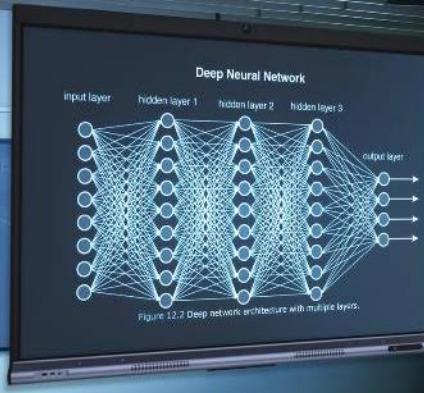 Deep Neural Network
input layer
hidden layer 1
hidden layer 2
hidden layer 3
output layer
Figure 12.2 Deep network architecture with multiple layers.